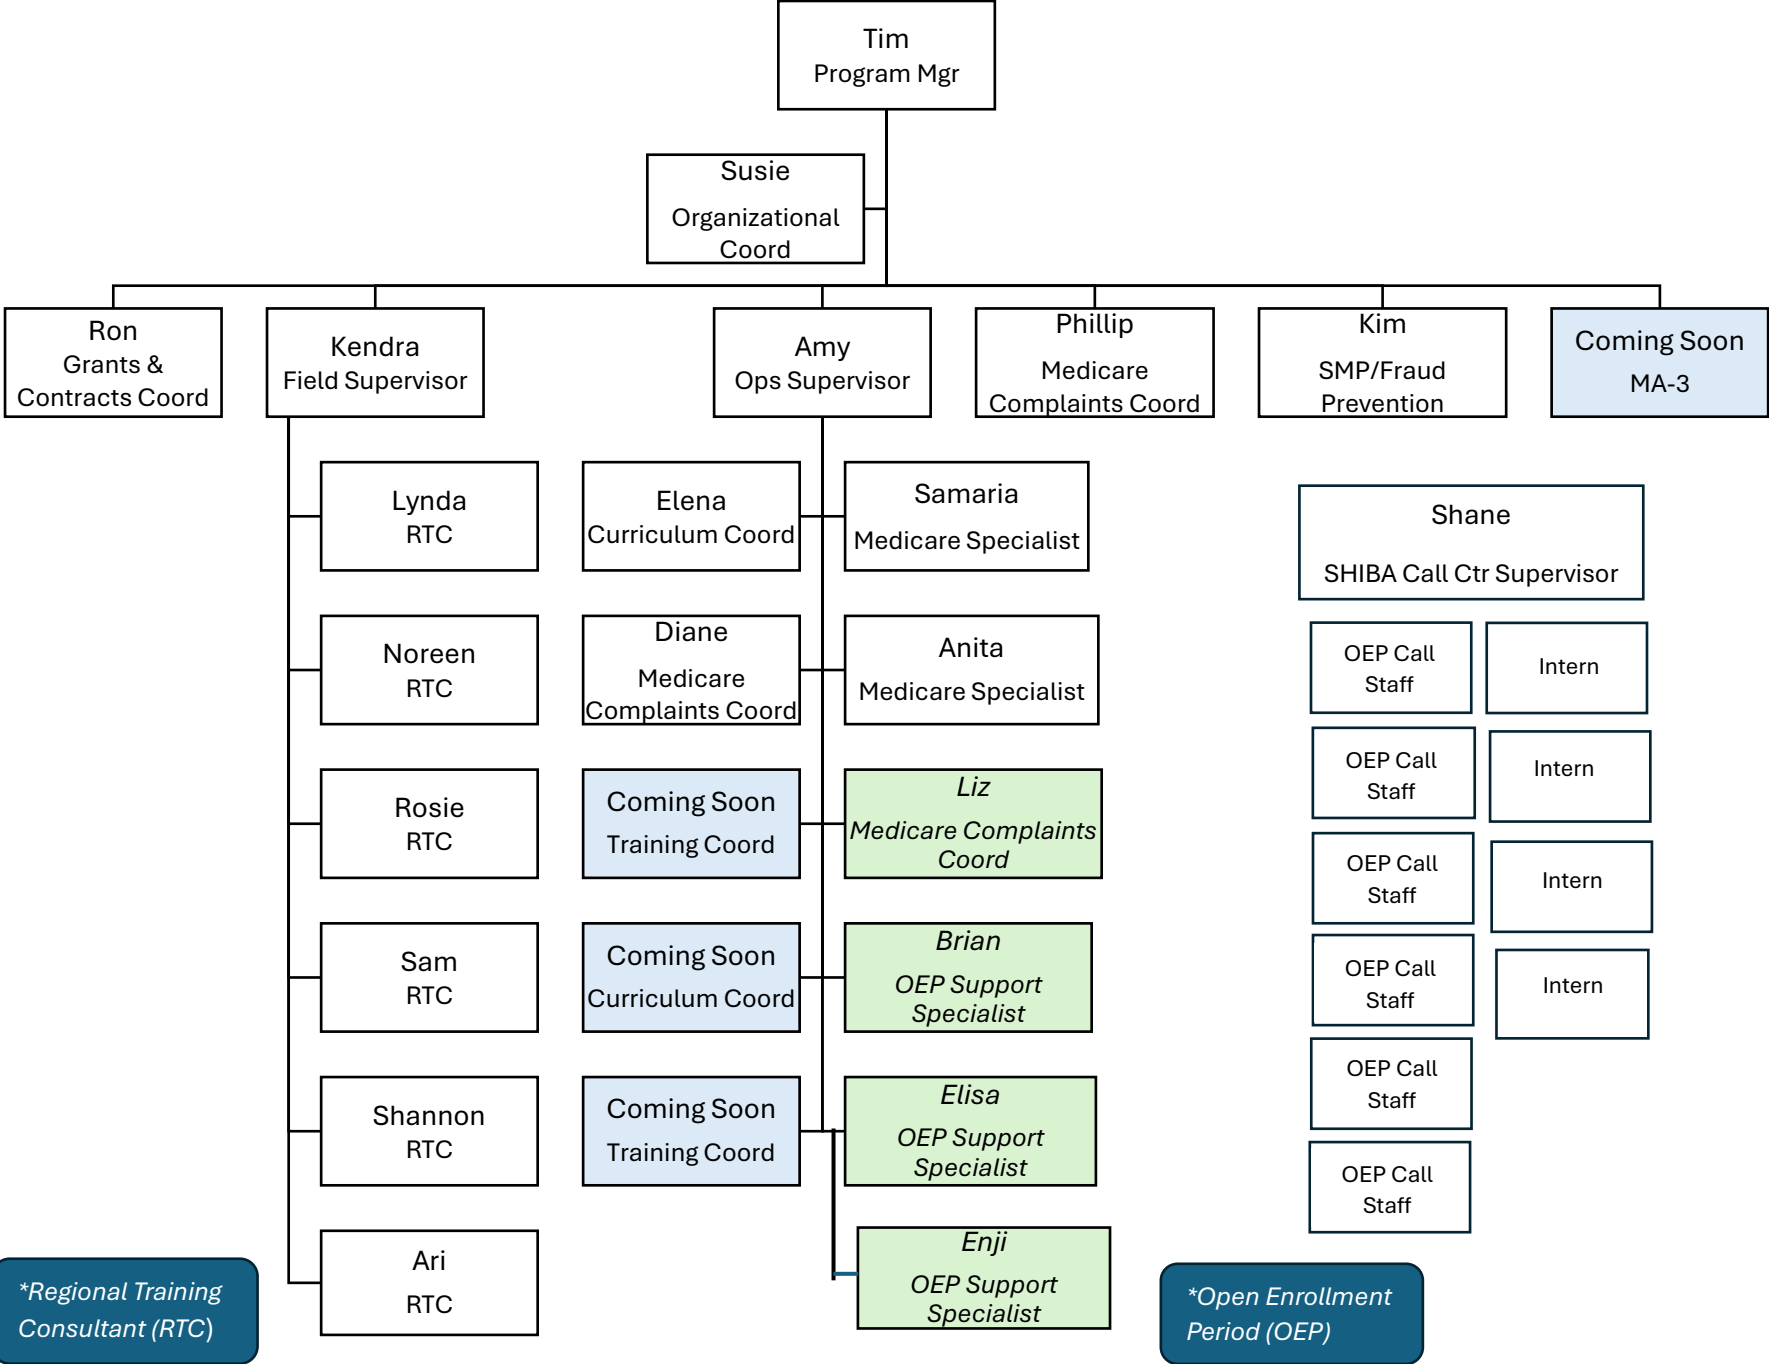 Tim
Program Mgr
Susie
Organizational
Coord
Ron
Grants &
Contracts Coord
Kendra
Field Supervisor
Amy
Ops Supervisor
Phillip
Medicare
Complaints Coord
Kim
SMP/Fraud
Prevention
Coming Soon
MA-3
Lynda
RTC
Elena
Curriculum Coord
Samaria
Medicare Specialist
Shane
SHIBA Call Ctr Supervisor
Noreen
RTC
Diane
Medicare
Complaints Coord
Anita
Medicare Specialist
OEP Call
Staff
Intern
Rosie
RTC
Coming Soon
Training Coord
Liz
Medicare Complaints
Coord
OEP Call
Staff
Intern
OEP Call
Staff
Intern
Sam
RTC
Coming Soon
Curriculum Coord
Brian
OEP Support
Specialist
OEP Call
Staff
Intern
Shannon
RTC
Coming Soon
Training Coord
Elisa
OEP Support
Specialist
OEP Call
Staff
OEP Call
Staff
Ari
RTC
Enji
OEP Support
Specialist
*Regional Training
Consultant (RTC)
*Open Enrollment
Period (OEP)